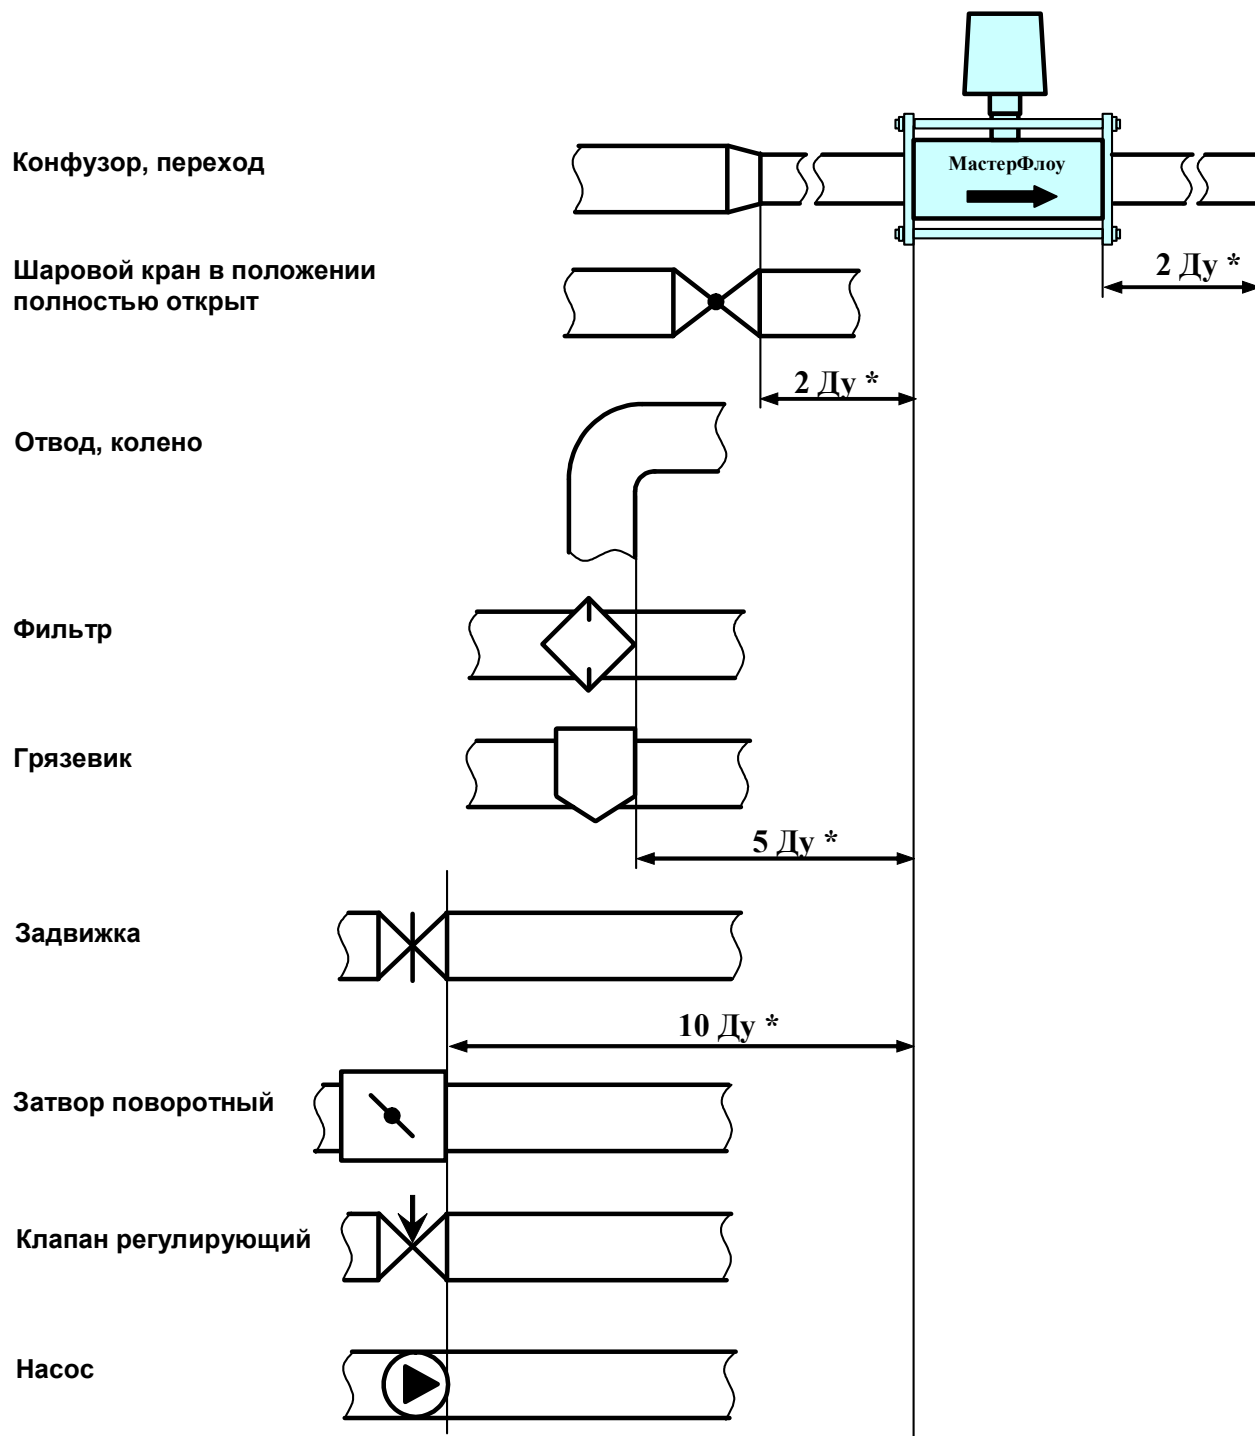 Конфузор, переход
МастерФлоу
Шаровой кран в положении
полностью открыт
2 Ду *
2 Ду *
Отвод, колено
Фильтр
Грязевик
5 Ду *
Задвижка
10 Ду *
Затвор поворотный
Клапан регулирующий
Насос